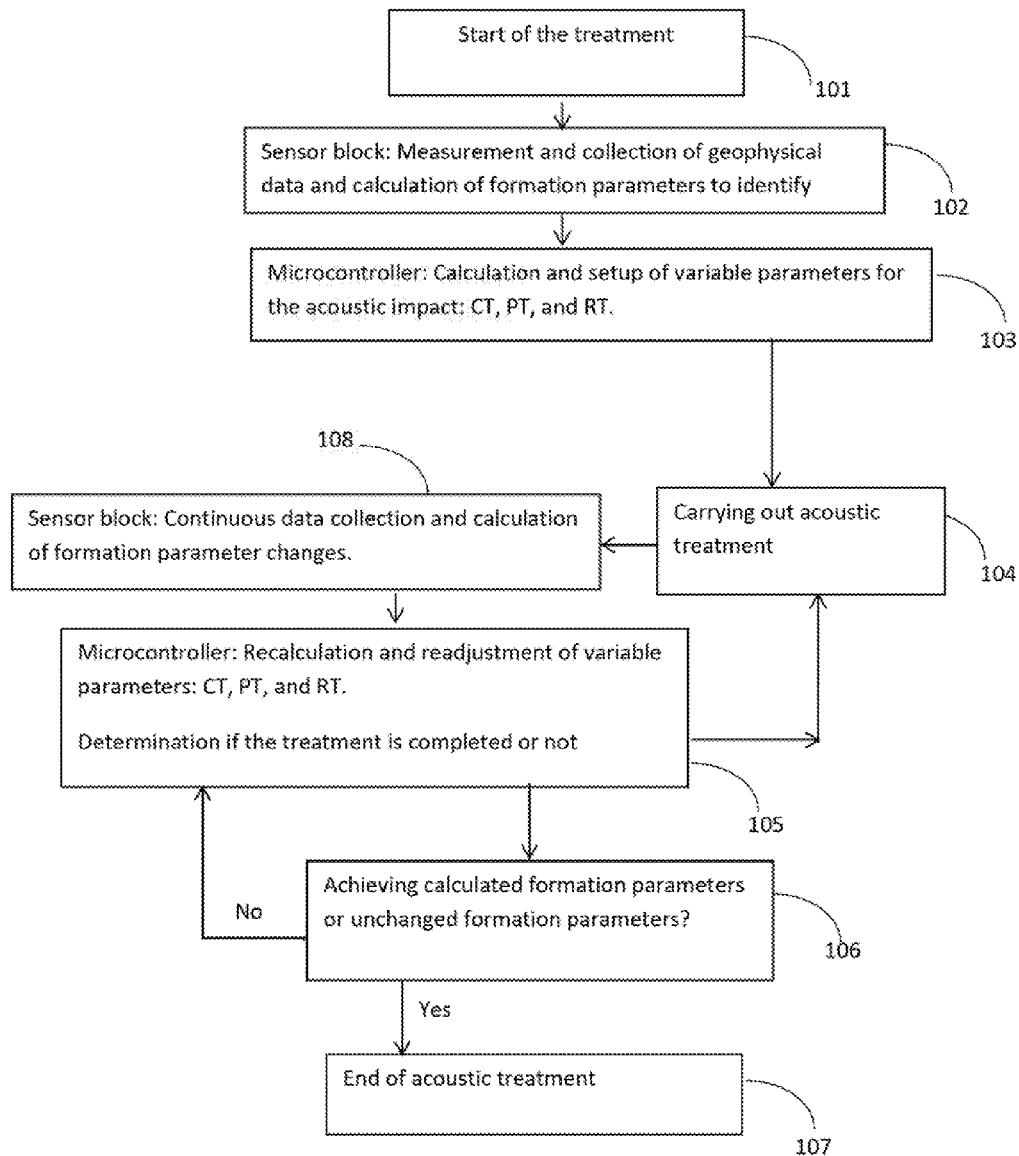 Start of the treatment
101
Sensor block: Measurement and collection of geophysical
data and calculation of formation parameters to identify
102
Microcontroller: Calculation and setup of variable parameters for
the acoustic impact: CT, PT, and RT.
103
108
Sensor block: Continuous data collection and calculation
of formation parameter changes.
Carrying out acoustic
treatment
104
Microcontroller: Recalculation and readjustment of variable
parameters: CT, PT, and RT.
Determination if the treatment is completed or not
105
Achieving calculated formation parameters
or unchanged formation parameters?
No
106
Yes
End of acoustic treatment
107